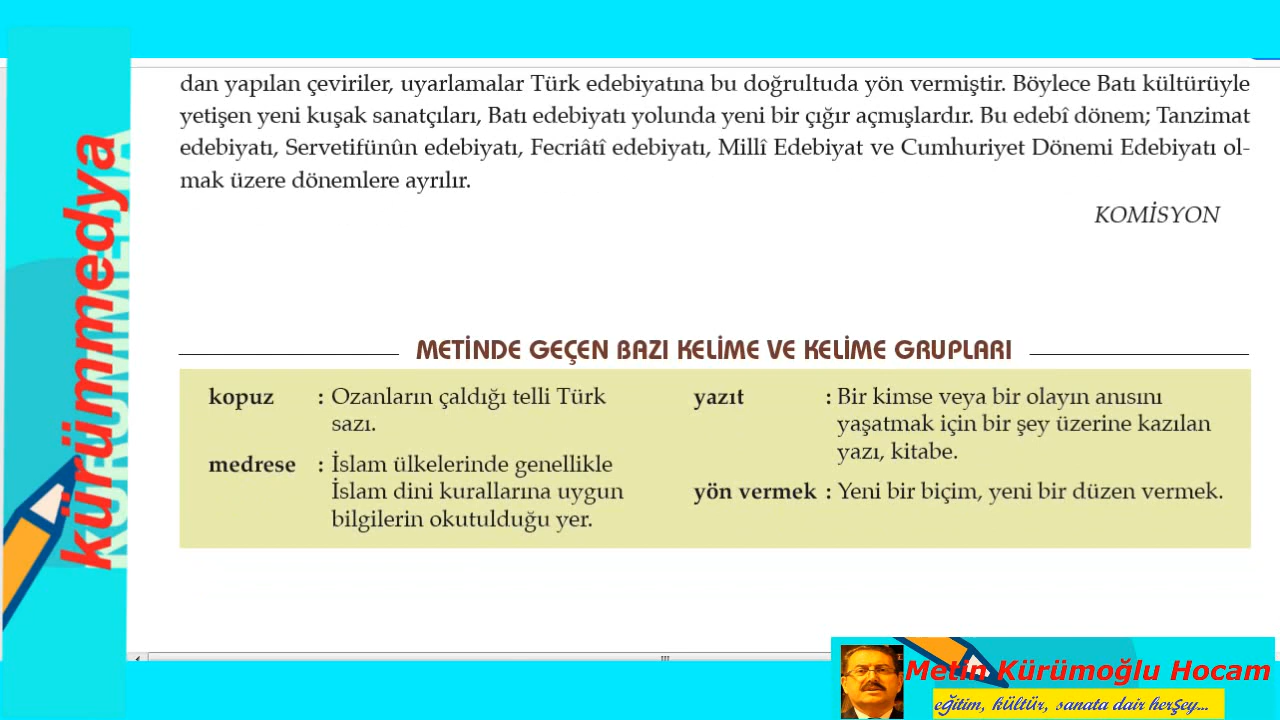 dan yapılan çeviriler, uyarlamalar Türk edebiyatına bu doğrultuda yön vermiştir. Böylece Batı kültürüyle
yetişen yeni kuşak sanatçıları, Batı edebiyatı yolunda yeni bir çığır açmışlardır. Bu edebî dönem; Tanzimat
edebiyatı, Servetifünûn edebiyatı, Fecriâtî edebiyatı, Millî Edebiyat ve Cumhuriyet Dönemi Edebiyatı ol-
mak üzere dönemlere ayrılır.
KOMİSYON
METİNDE GEÇEN BAZI KELİME VE KELİME GRUPLARI
kopuz : Ozanların çaldığı telli Türk
sazı.
medrese : İslam ülkelerinde genellikle
İslam dini kurallarına uygun
bilgilerin okutulduğu yer.
yazıt : Bir kimse veya bir olayın anısını
yaşatmak için bir şey üzerine kazılan
yazı, kitabe.
yön vermek : Yeni bir biçim, yeni bir düzen vermek.
kürümmedya
Metin Kürümoğlu Hocam
eğitim, kültür, sanata dair herşey...